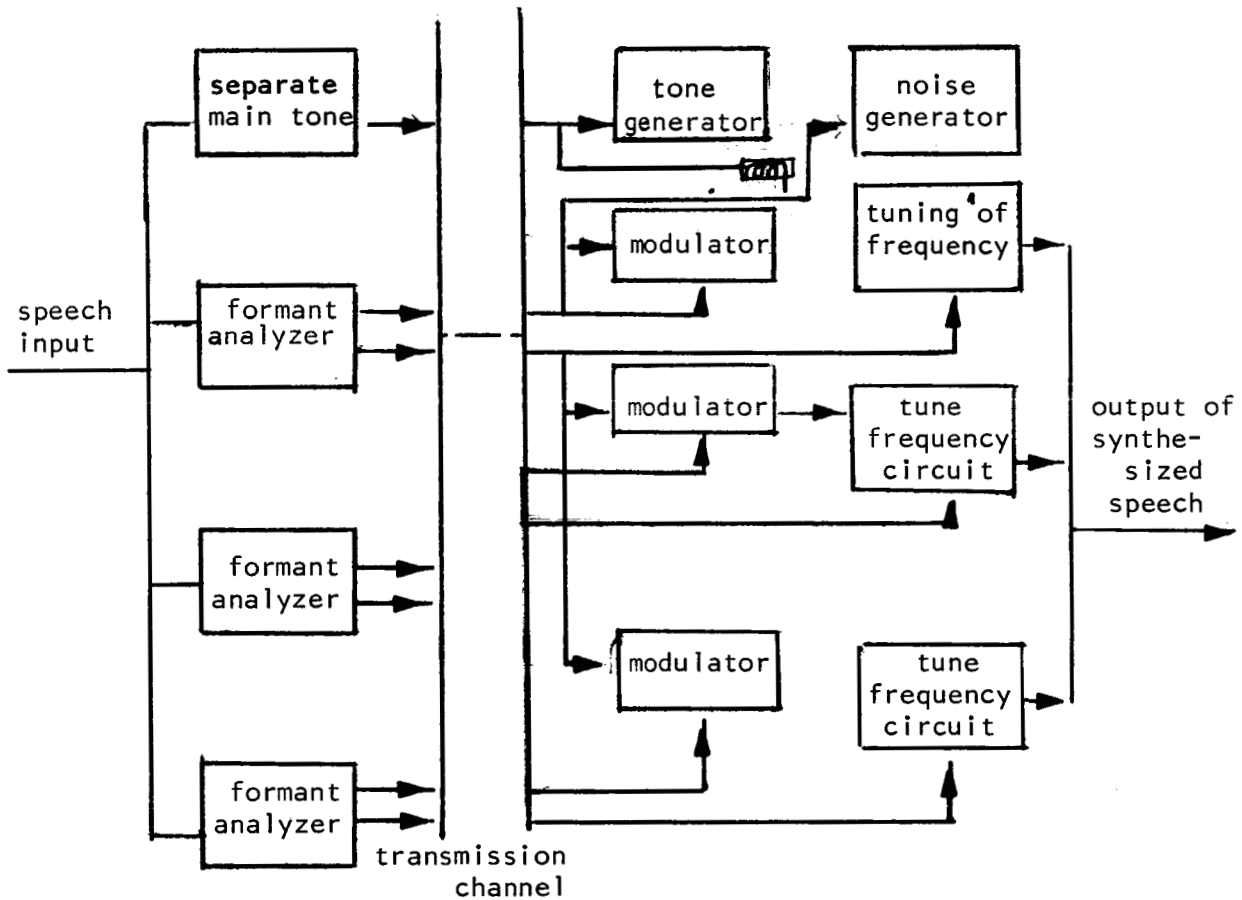 separate
main tone
tone
generator
noise
generator
modulator
tuning of
frequency
speech
input
formant
analyzer
modulator
tune
frequency
circuit
output of
synthe-
sized
speech
formant
analyzer
modulator
tune
frequency
circuit
formant
analyzer
transmission
channel